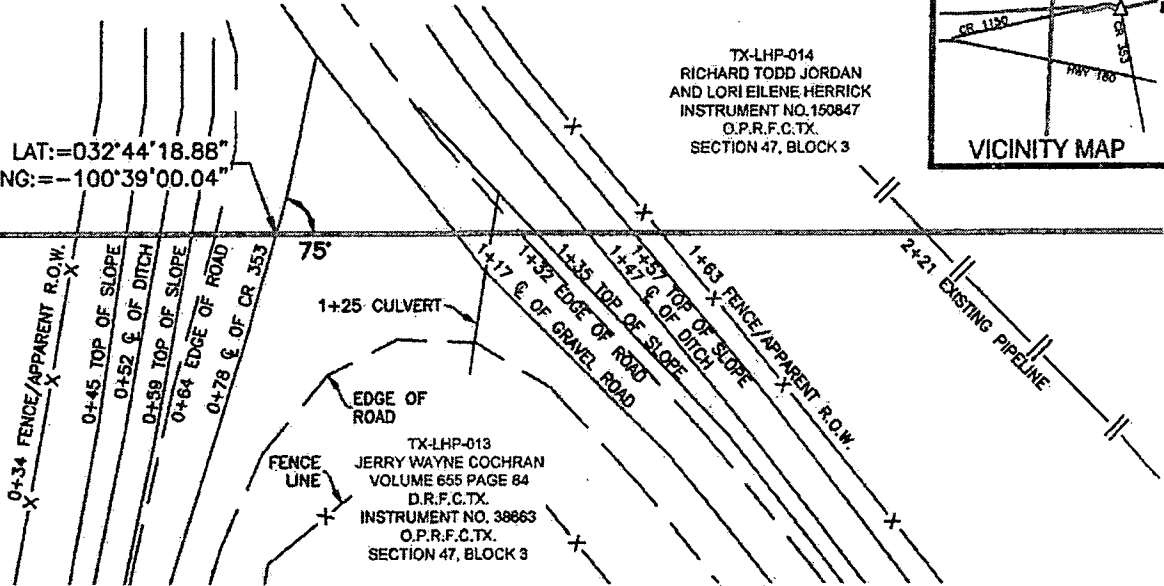 CR 1150
CR 353
HWY 180
VICINITY MAP
TX-LHP-014
RICHARD TODD JORDAN
AND LORI EILENE HERRICK
INSTRUMENT NO. 150847
O.P.R.F.C.TX.
SECTION 47, BLOCK 3
LAT:=032°44'18.88"
NG:=-100°39'00.04"
75°
0+34 FENCE/APPARENT R.O.W.
0+45 TOP OF SLOPE
0+52 ℄ OF DITCH
0+59 TOP OF SLOPE
0+64 EDGE OF ROAD
0+78 ℄ OF CR 353
1+17 ℄ OF GRAVEL ROAD
1+25 CULVERT
1+32 EDGE OF ROAD
1+35 TOP OF SLOPE
1+47 ℄ OF DITCH
1+57 TOP OF SLOPE
1+63 FENCE/APPARENT R.O.W.
2+21 EXISTING PIPELINE
EDGE OF
ROAD
FENCE
LINE
TX-LHP-013
JERRY WAYNE COCHRAN
VOLUME 655 PAGE 84
D.R.F.C.TX.
INSTRUMENT NO. 38663
O.P.R.F.C.TX.
SECTION 47, BLOCK 3